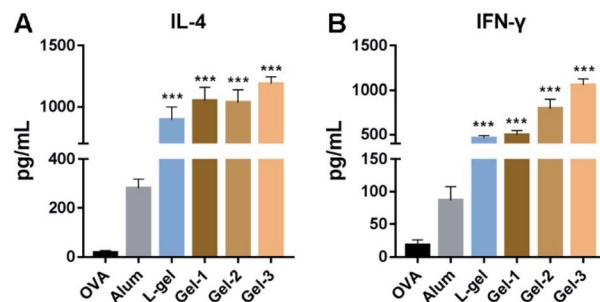 A
IL-4
pg/mL
1500
1000
400
200
0
***
***
***
***
OVA
Alum
L-gel
Gel-1
Gel-2
Gel-3
B
IFN-γ
pg/mL
1500
1000
500
150
100
50
0
***
***
***
***
OVA
Alum
L-gel
Gel-1
Gel-2
Gel-3